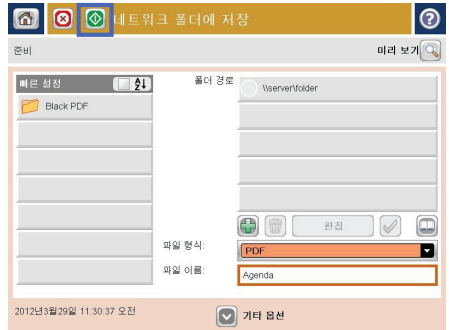 네트워크 폴더에 저장
준비
미리 보기
빠른 설정
폴더 경로
\\server\folder
Black PDF
편집
파일 형식:
PDF
파일 이름:
Agenda
2012년3월29일 11:30:37 오전
기타 옵션